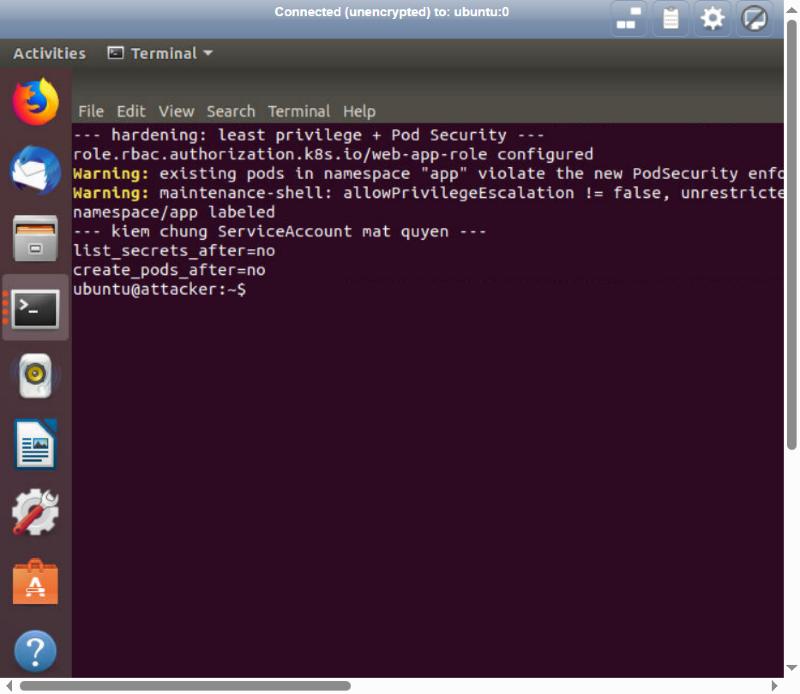 Connected (unencrypted) to: ubuntu:0
Activities Terminal
File Edit View Search Terminal Help
--- hardening: least privilege + Pod Security ---
role.rbac.authorization.k8s.io/web-app-role configured
Warning: existing pods in namespace "app" violate the new PodSecurity enfo
Warning: maintenance-shell: allowPrivilegeEscalation != false, unrestricte
namespace/app labeled
--- kiem chung ServiceAccount mat quyen ---
list_secrets_after=no
create_pods_after=no
ubuntu@attacker:~$